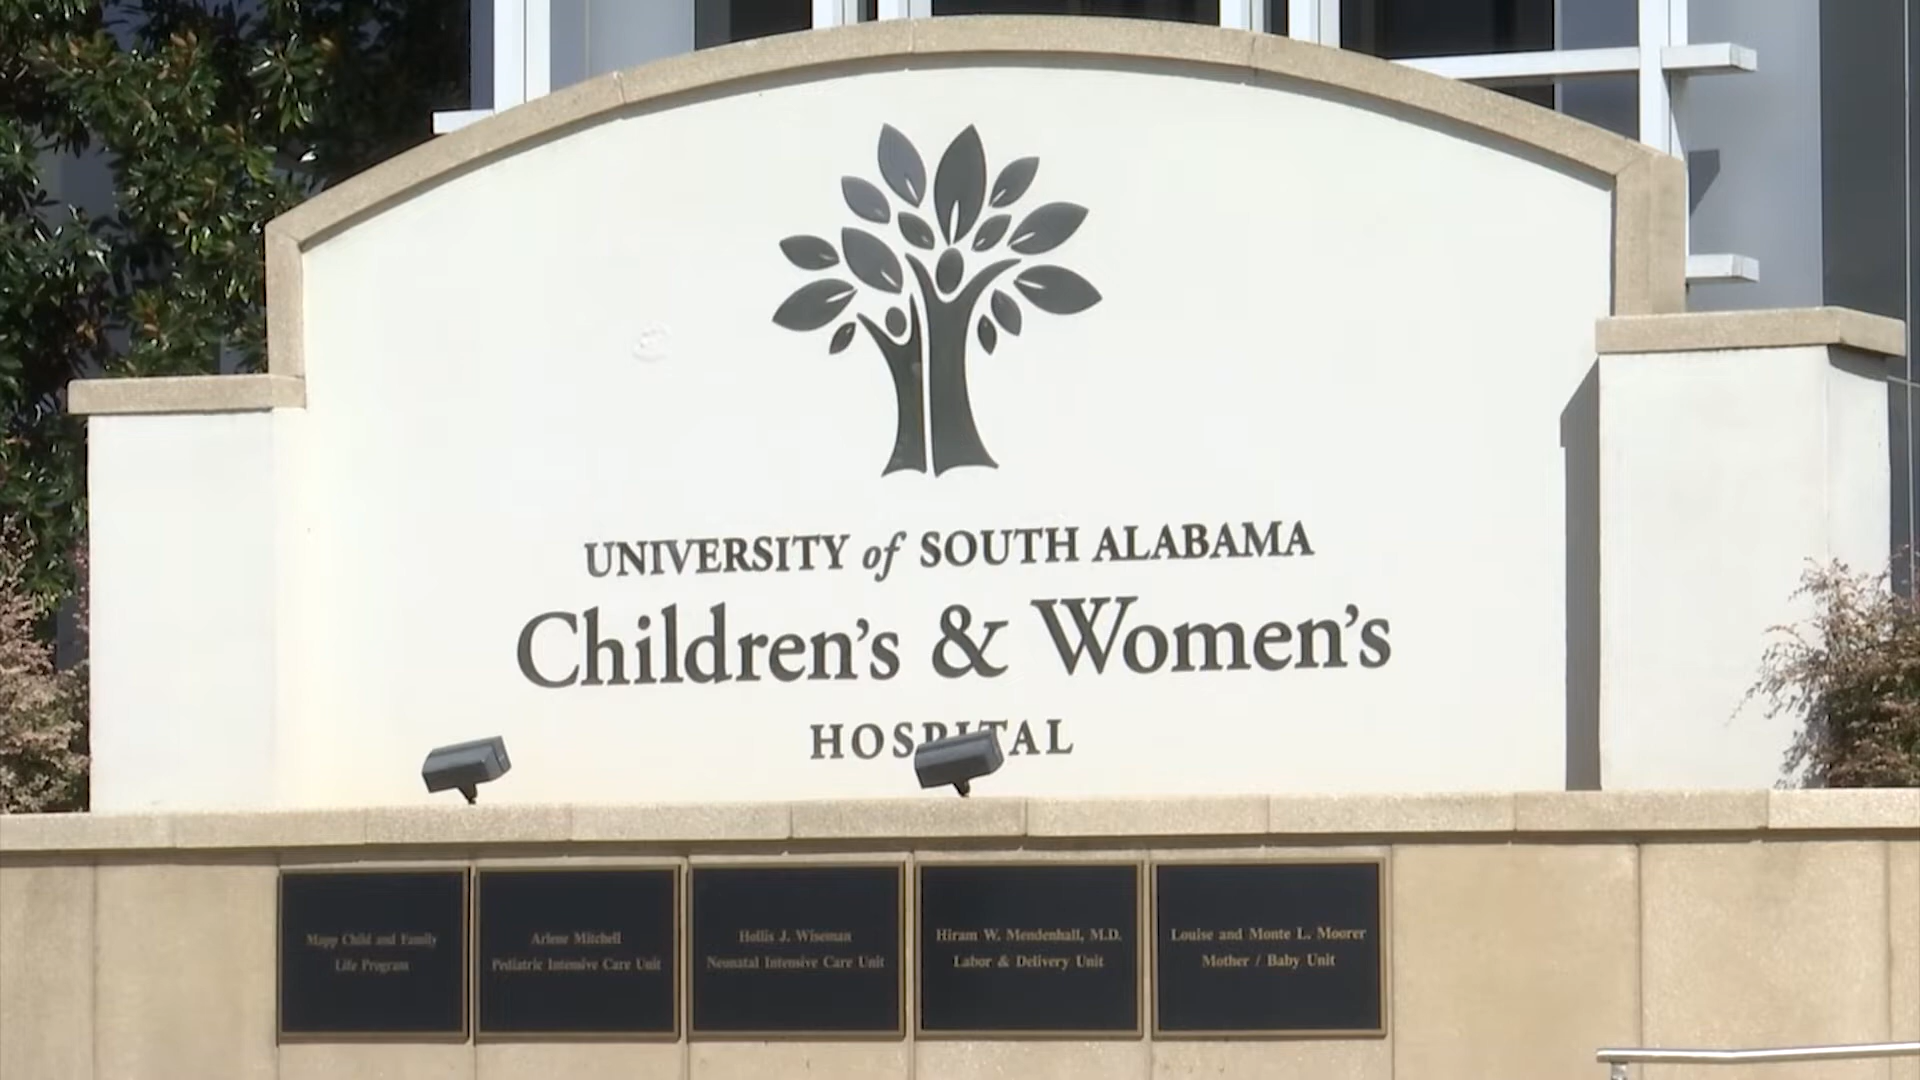 UNIVERSITY of SOUTH ALABAMA
Children's & Women's
HOSPITAL
Mapp Child and Family
Life Program
Arlene Mitchell
Pediatric Intensive Care Unit
Hollis J. Wiseman
Neonatal Intensive Care Unit
Hiram W. Mendenhall, M.D.
Labor & Delivery Unit
Louise and Monte L. Moorer
Mother / Baby Unit